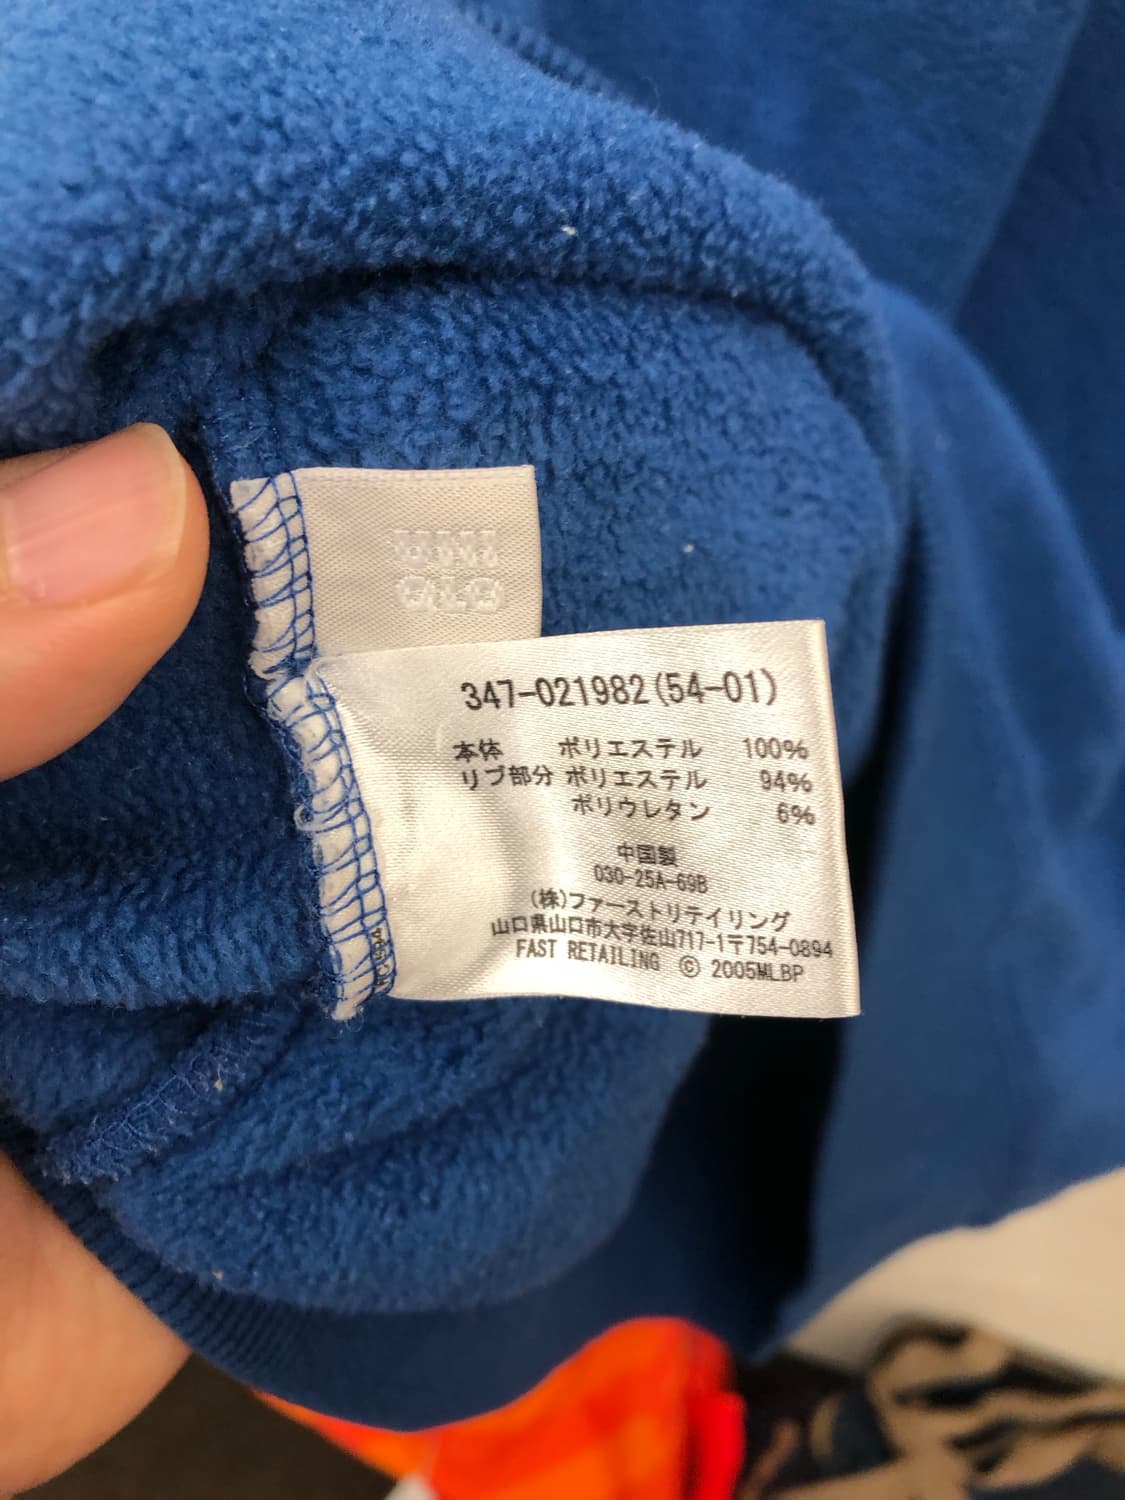 347-021982(54-01)
本体 ポリエステル 100%
リブ部分 ポリエステル 94%
ポリウレタン 6%
中国製
030-25A-69B
(株)ファーストリテイリング
山口県山口市大字佐山717-1〒754-0894
FAST RETAILING © 2005MLBP